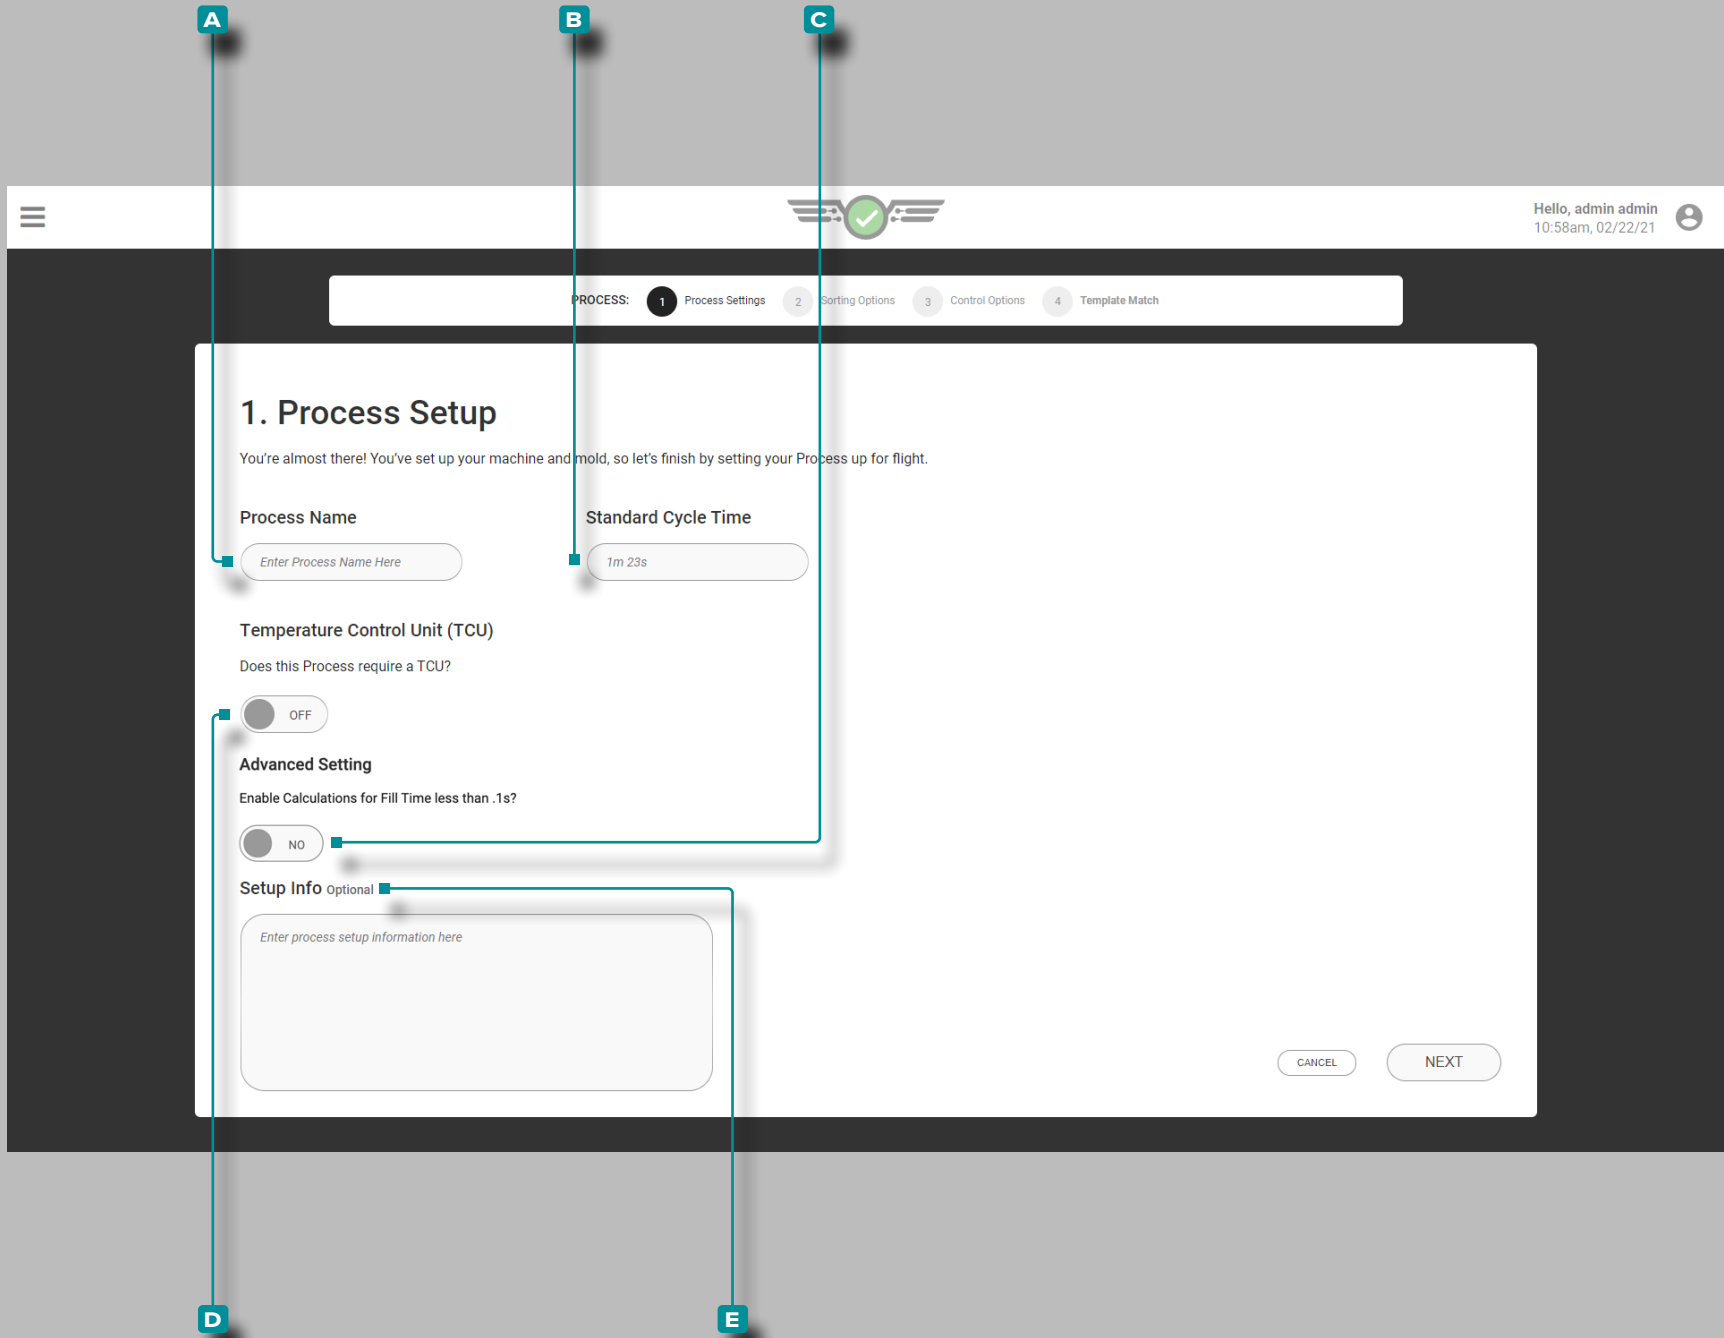 A
B
C
Hello, admin admin
10:58am, 02/22/21
PROCESS: 1 Process Settings 2 Sorting Options 3 Control Options 4 Template Match
1. Process Setup
You're almost there! You've set up your machine and mold, so let's finish by setting your Process up for flight.
Process Name
Standard Cycle Time
Enter Process Name Here
1m 23s
Temperature Control Unit (TCU)
Does this Process require a TCU?
OFF
Advanced Setting
Enable Calculations for Fill Time less than .1s?
NO
Setup Info Optional
Enter process setup information here
CANCEL
NEXT
D
E